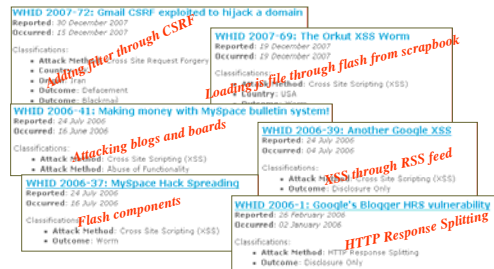 WHID 2007-72: Gmail CSRF exploited to hijack a domain
Reported: 30 December 2007
Occurred: 15 December 2007
Classifications:
Attack Method: Cross Site Request Forgery
Country:
Origin: Iran
Outcome: Defacement
Outcome: Blackmail
Adding filter through CSRF
WHID 2007-69: The Orkut XSS Worm
Reported: 19 December 2007
Occurred: 19 December 2007
Classifications:
Attack Method: Cross Site Scripting (XSS)
Country: USA
Outcome: Worm
Loading js file through flash from scrapbook
WHID 2006-41: Making money with MySpace bulletin system!
Reported: 24 July 2006
Occurred: 16 June 2006
Classifications:
Attack Method: Cross Site Scripting (XSS)
Attack Method: Abuse of Functionality
Attacking blogs and boards
WHID 2006-39: Another Google XSS
Reported: 24 July 2006
Occurred: 04 July 2006
Classifications:
Attack Method: Cross Site Scripting (XSS)
Outcome: Disclosure Only
XSS through RSS feed
WHID 2006-37: MySpace Hack Spreading
Reported: 24 July 2006
Occurred: 16 July 2006
Classifications:
Attack Method: Cross Site Scripting (XSS)
Outcome: Worm
Flash components
WHID 2006-1: Google's Blogger HRS vulnerability
Reported: 26 February 2006
Occurred: 02 January 2006
Classifications:
Attack Method: HTTP Response Splitting
Outcome: Disclosure Only
HTTP Response Splitting